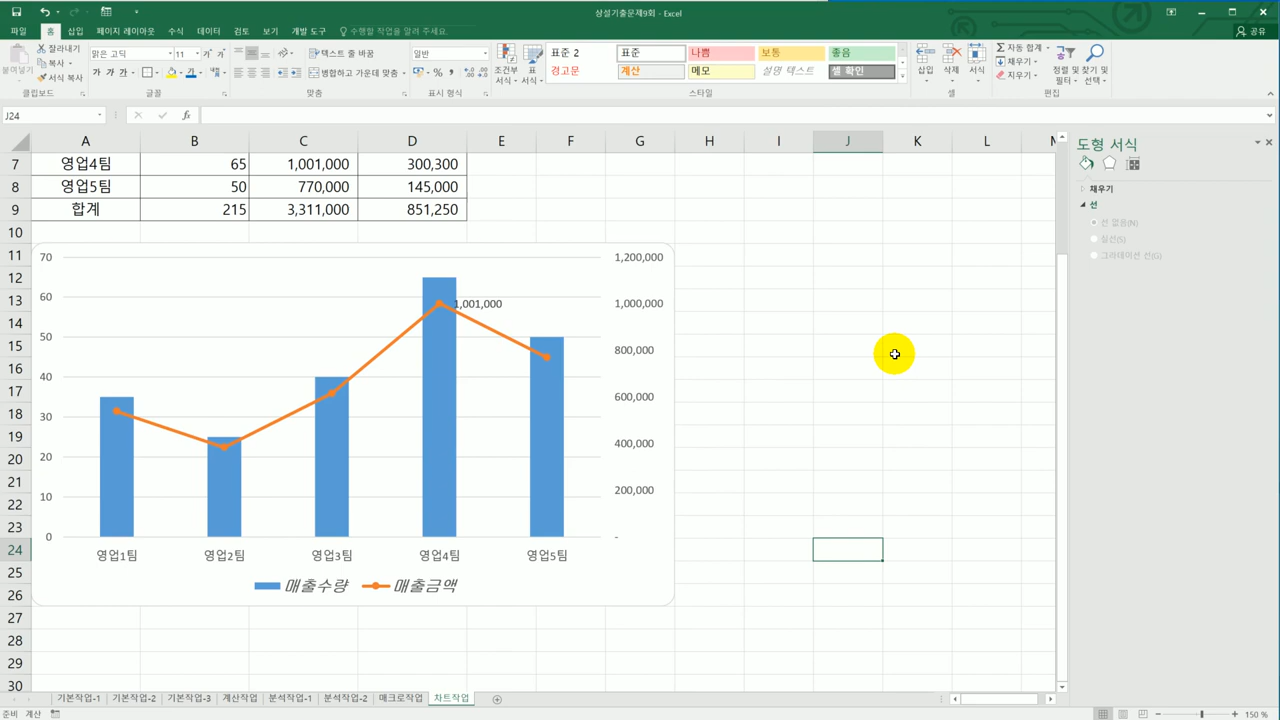 상설기출문제9회 - Excel
파일 홈 삽입 페이지 레이아웃 수식 데이터 검토 보기 개발 도구 수행할 작업을 알려 주세요. 공유
붙여넣기 잘라내기 맑은 고딕 11 텍스트 줄 바꿈 일반 조건부 서식 표 서식 표준 2 표준 나쁨 보통 좋음 삽입 삭제 서식 자동 합계 정렬 및 필터 찾기 및 선택
복사 병합하고 가운데 맞춤 경고문 계산 메모 설명 텍스트 셀 확인 채우기
서식 복사 지우기
클립보드 글꼴 맞춤 표시 형식 스타일 셀 편집
J24
A B C D E F G H I J K L M
7 영업4팀 65 1,001,000 300,300
8 영업5팀 50 770,000 145,000
9 합계 215 3,311,000 851,250
10
11
12
13
14
15
16
17
18
19
20
21
22
23
24
25
26
27
28
29
30
70 1,200,000
60 1,000,000
1,001,000
50 800,000
40 600,000
30 400,000
20 200,000
10
0 -
영업1팀 영업2팀 영업3팀 영업4팀 영업5팀
매출수량 매출금액
도형 서식
채우기
선
선 없음(N)
실선(S)
그라데이션 선(G)
기본작업-1 기본작업-2 기본작업-3 계산작업 분석작업-1 분석작업-2 매크로작업 차트작업
준비 계산 150 %